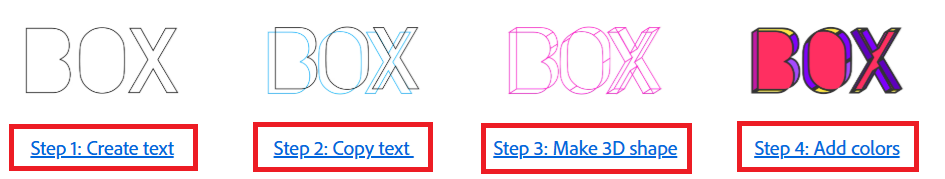 BOX BOX BOX BOX
Step 1: Create text Step 2: Copy text Step 3: Make 3D shape Step 4: Add colors